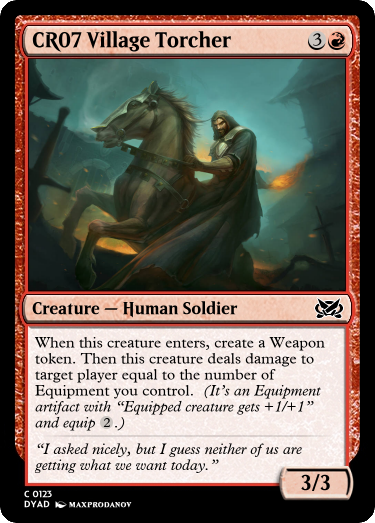 CR07 Village Torcher 3
Creature — Human Soldier
When this creature enters, create a Weapon
token. Then this creature deals damage to
target player equal to the number of
Equipment you control. (It's an Equipment
artifact with “Equipped creature gets +1/+1”
and equip 2.)
“I asked nicely, but I guess neither of us are
getting what we want today.”
3/3
C 0123
DYAD MAXPRODANOV